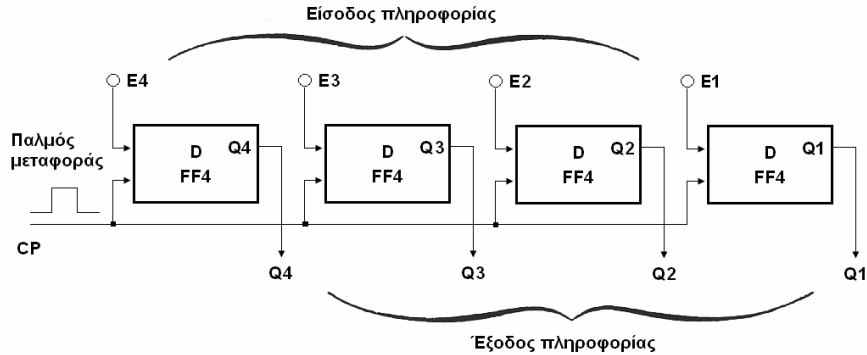 Είσοδος πληροφορίας
E4
E3
E2
E1
Παλμός
μεταφοράς
D
Q4
FF4
D
Q3
FF4
D
Q2
FF4
D
Q1
FF4
CP
Q4
Q3
Q2
Q1
Έξοδος πληροφορίας